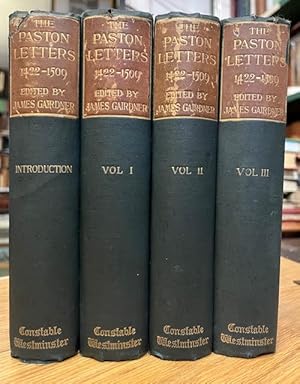 THE
PASTON
LETTERS
1422-1509
EDITED
BY
JAMES GAIRDNER
INTRODUCTION
Constable
Westminster
THE
PASTON
LETTERS
1422-1509
EDITED
BY
JAMES GAIRDNER
VOL I
Constable
Westminster
THE
PASTON
LETTERS
1422-1509
EDITED
BY
JAMES GAIRDNER
VOL II
Constable
Westminster
THE
PASTON
LETTERS
1422-1509
EDITED
BY
JAMES GAIRDNER
VOL III
Constable
Westminster